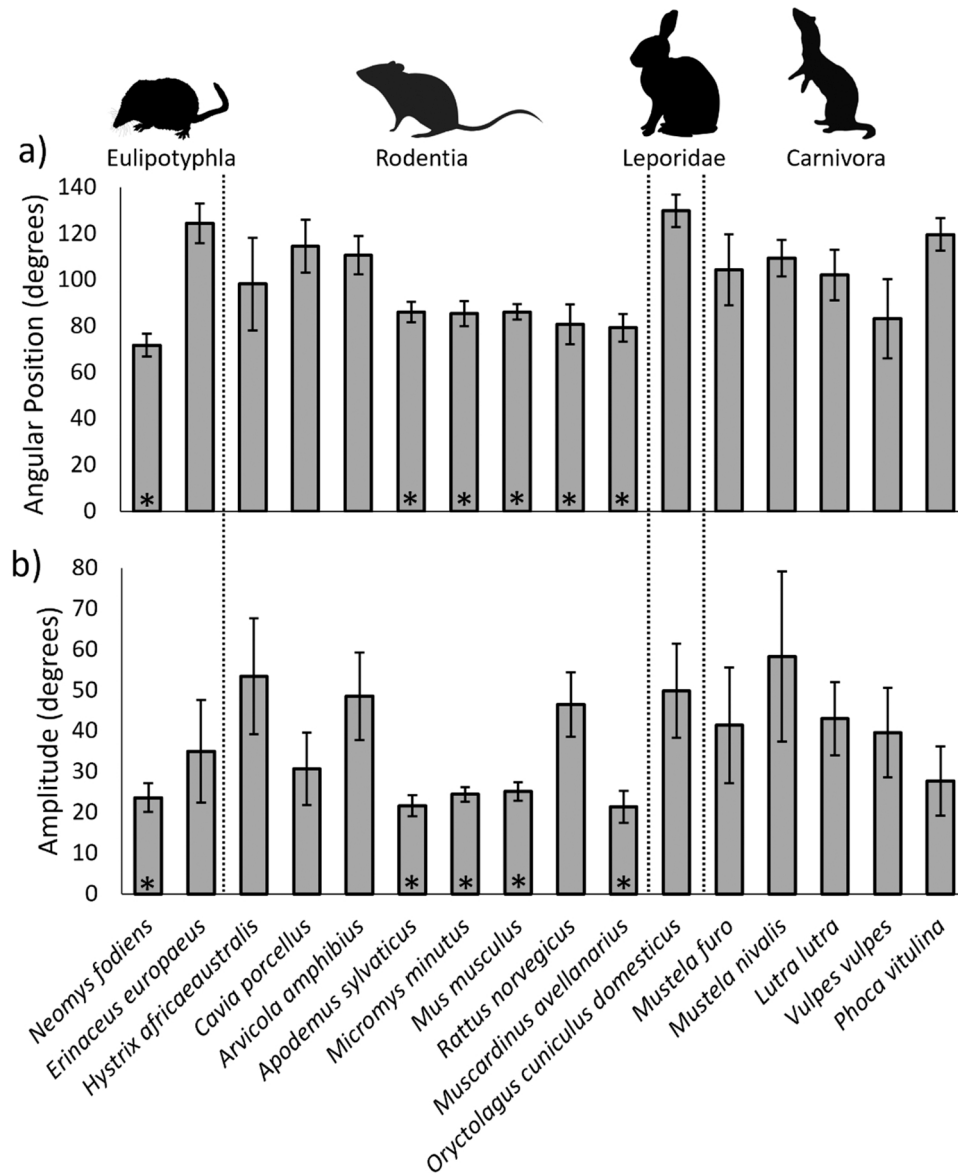 a)
Eulipotyphla Rodentia Leporidae Carnivora
Angular Position (degrees)
140
120
100
80
60
40
20
0
* * * * * *
b)
Amplitude (degrees)
80
70
60
50
40
30
20
10
0
* * * * *
Neomys fodiens
Erinaceus europaeus
Hystrix africaeaustralis
Cavia porcellus
Arvicola amphibius
Apodemus sylvaticus
Micromys minutus
Mus musculus
Rattus norvegicus
Muscardinus avellanarius
Oryctolagus cuniculus domesticus
Mustela furo
Mustela nivalis
Lutra lutra
Vulpes vulpes
Phoca vitulina